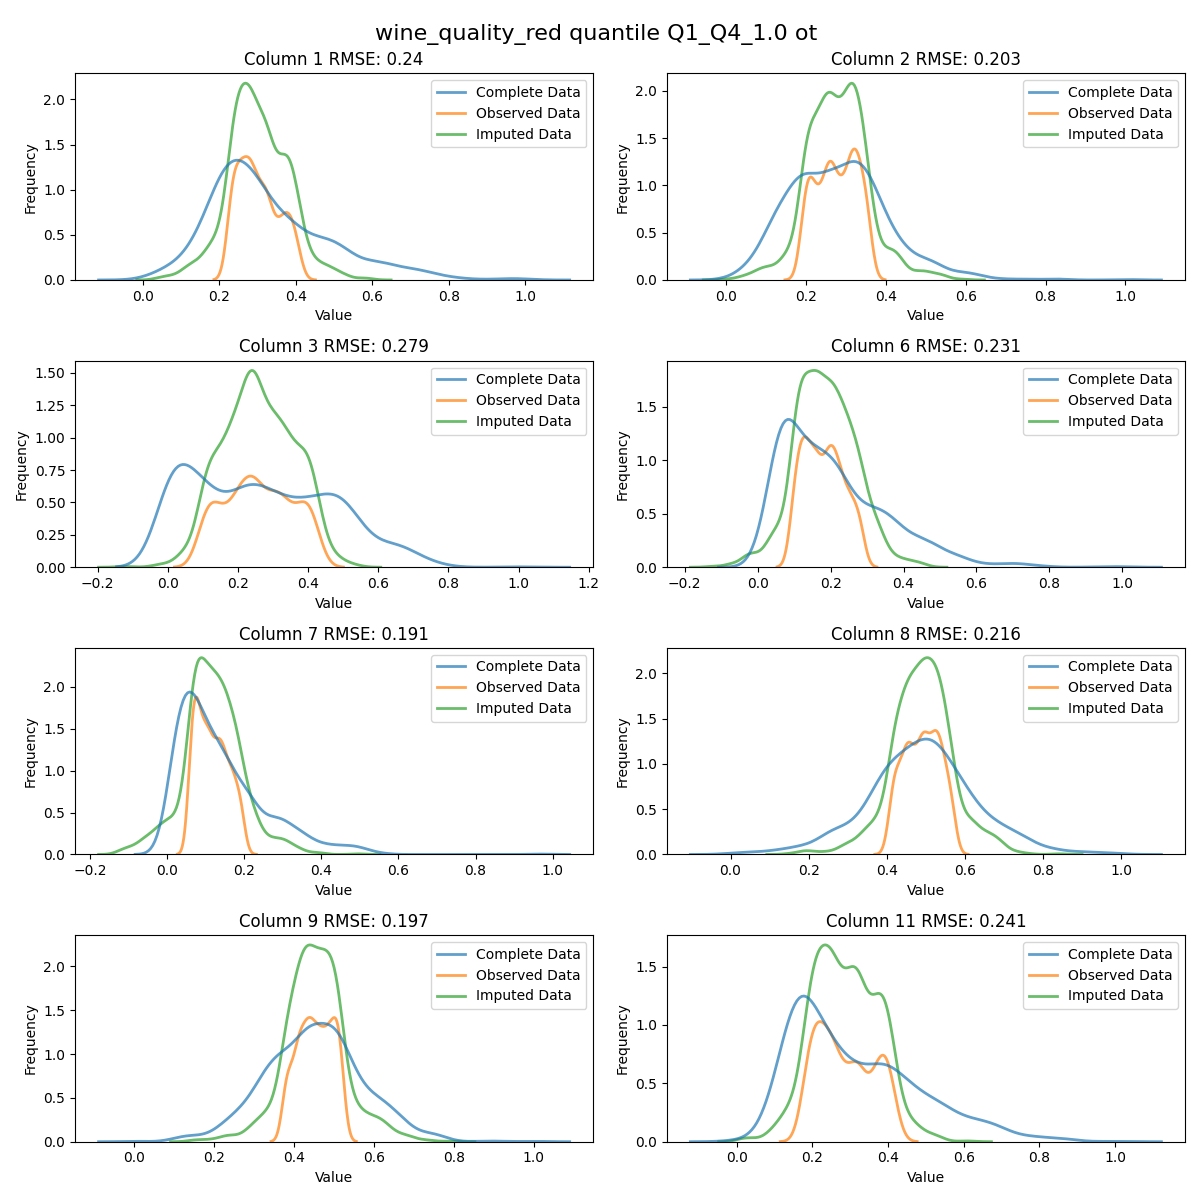 wine_quality_red quantile Q1_Q4_1.0 ot
Column 1 RMSE: 0.24
Frequency
2.0
1.5
1.0
0.5
0.0
Complete Data
Observed Data
Imputed Data
0.0 0.2 0.4 0.6 0.8 1.0
Value
Column 2 RMSE: 0.203
Frequency
2.0
1.5
1.0
0.5
0.0
Complete Data
Observed Data
Imputed Data
0.0 0.2 0.4 0.6 0.8 1.0
Value
Column 3 RMSE: 0.279
Frequency
1.50
1.25
1.00
0.75
0.50
0.25
0.00
Complete Data
Observed Data
Imputed Data
−0.2 0.0 0.2 0.4 0.6 0.8 1.0 1.2
Value
Column 6 RMSE: 0.231
Frequency
1.5
1.0
0.5
0.0
Complete Data
Observed Data
Imputed Data
−0.2 0.0 0.2 0.4 0.6 0.8 1.0
Value
Column 7 RMSE: 0.191
Frequency
2.0
1.5
1.0
0.5
0.0
Complete Data
Observed Data
Imputed Data
−0.2 0.0 0.2 0.4 0.6 0.8 1.0
Value
Column 8 RMSE: 0.216
Frequency
2.0
1.5
1.0
0.5
0.0
Complete Data
Observed Data
Imputed Data
0.0 0.2 0.4 0.6 0.8 1.0
Value
Column 9 RMSE: 0.197
Frequency
2.0
1.5
1.0
0.5
0.0
Complete Data
Observed Data
Imputed Data
0.0 0.2 0.4 0.6 0.8 1.0
Value
Column 11 RMSE: 0.241
Frequency
1.5
1.0
0.5
0.0
Complete Data
Observed Data
Imputed Data
0.0 0.2 0.4 0.6 0.8 1.0
Value